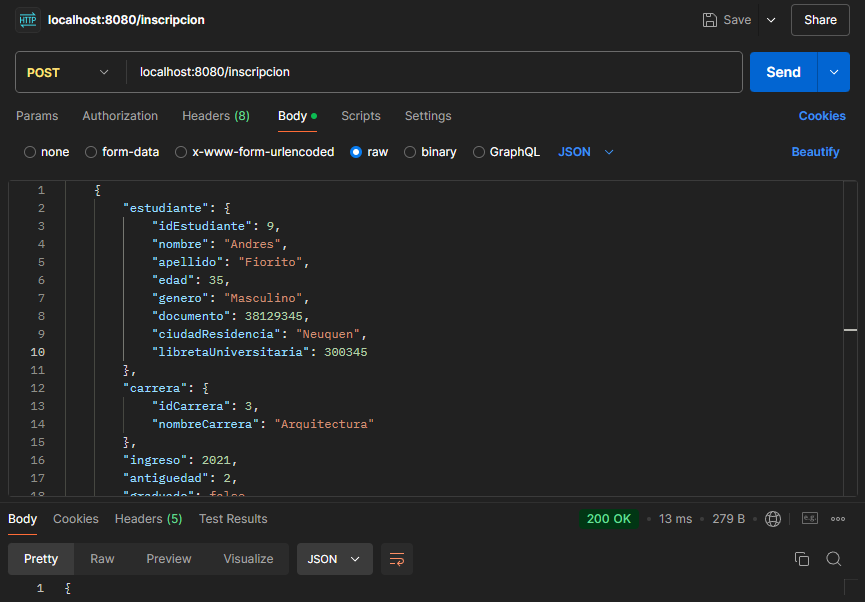 HTTP localhost:8080/inscripcion Save Share
POST localhost:8080/inscripcion Send
Params Authorization Headers (8) Body Scripts Settings Cookies
none form-data x-www-form-urlencoded raw binary GraphQL JSON Beautify
1 {
2 "estudiante": {
3 "idEstudiante": 9,
4 "nombre": "Andres",
5 "apellido": "Fiorito",
6 "edad": 35,
7 "genero": "Masculino",
8 "documento": 38129345,
9 "ciudadResidencia": "Neuquen",
10 "libretaUniversitaria": 300345
11 },
12 "carrera": {
13 "idCarrera": 3,
14 "nombreCarrera": "Arquitectura"
15 },
16 "ingreso": 2021,
17 "antiguedad": 2,
18 "graduado": false
Body Cookies Headers (5) Test Results 200 OK • 13 ms • 279 B • e.g.
Pretty Raw Preview Visualize JSON
1 {